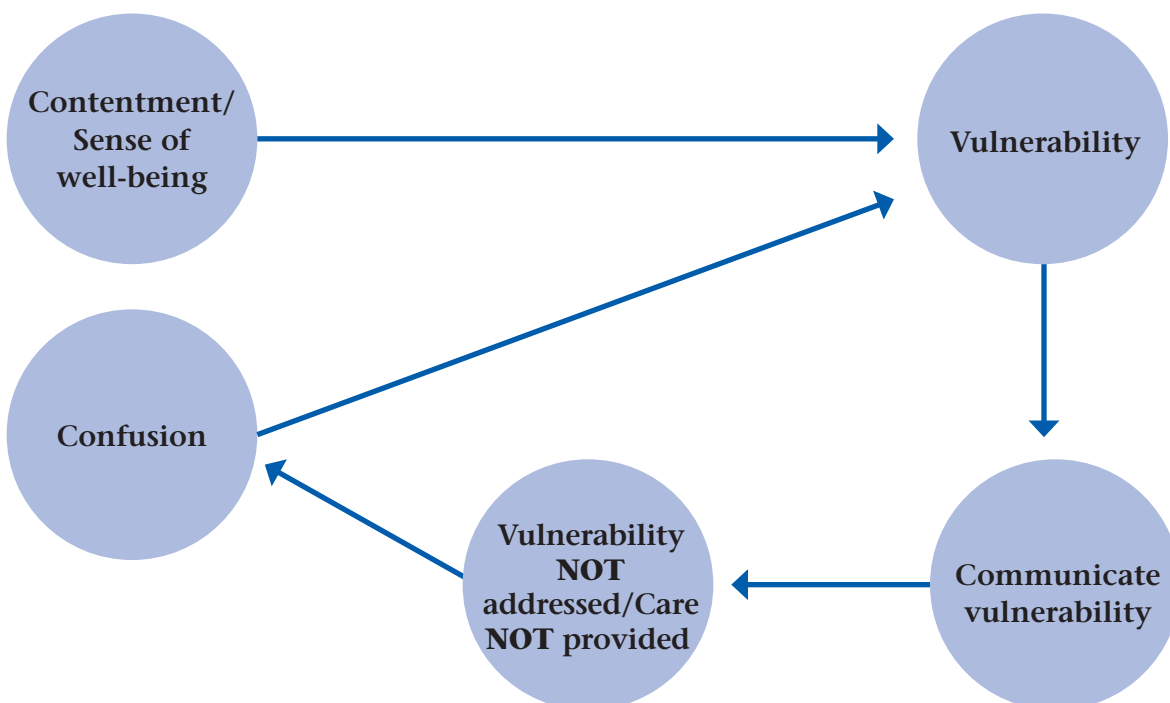 Contentment/
Sense of
well-being
Vulnerability
Confusion
Vulnerability
NOT
addressed/Care
NOT provided
Communicate
vulnerability